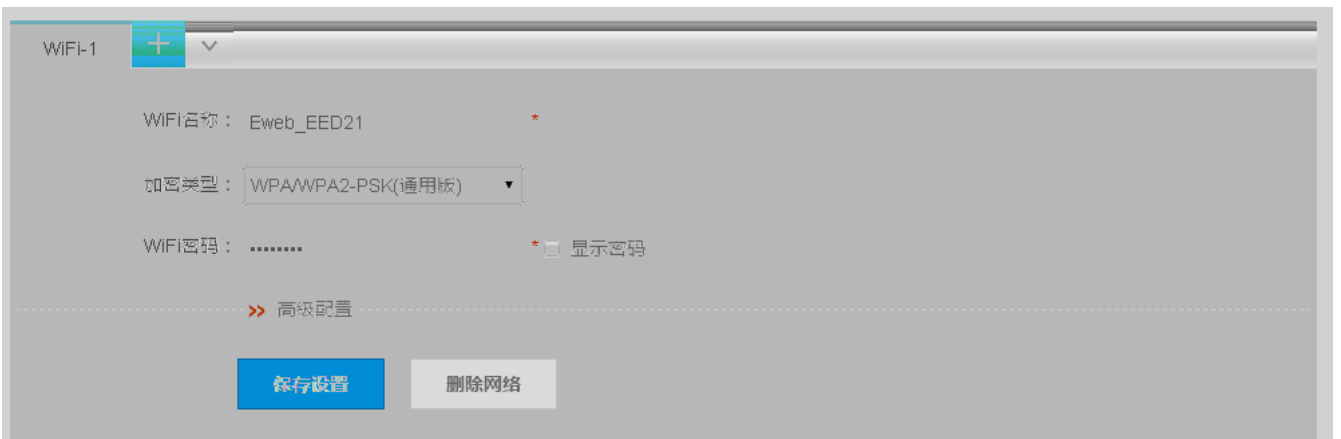 WiFi-1
WiFi名称： Eweb_EED21 *
加密类型： WPA/WPA2-PSK(通用版)
WiFi密码： •••••••• * 显示密码
>> 高级配置
保存设置 删除网络